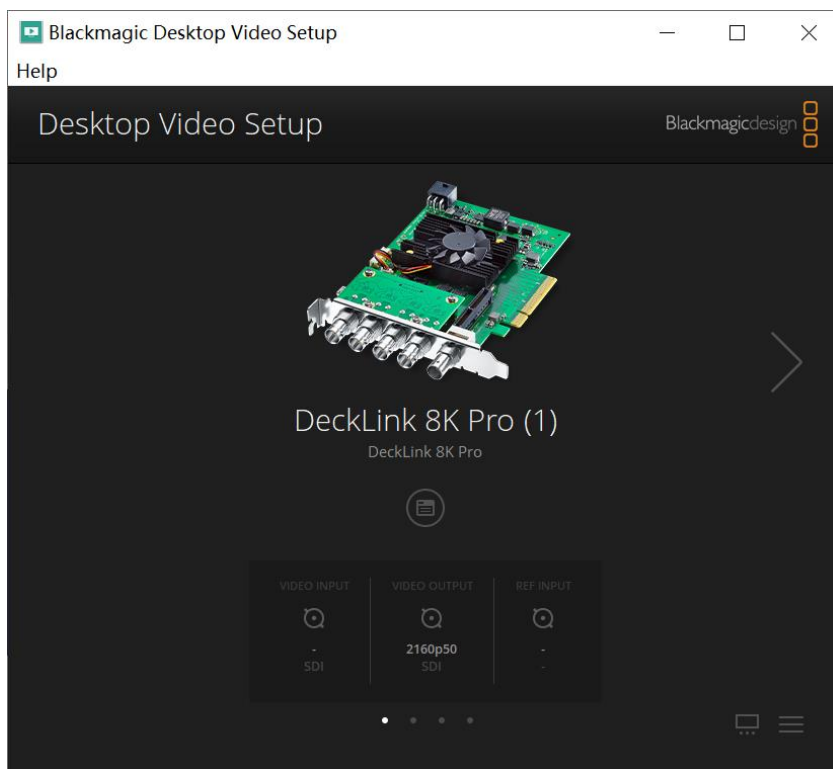 Blackmagic Desktop Video Setup
Help
Desktop Video Setup
Blackmagicdesign
DeckLink 8K Pro (1)
DeckLink 8K Pro
VIDEO INPUT VIDEO OUTPUT REF INPUT
- 2160p50 -
SDI SDI -